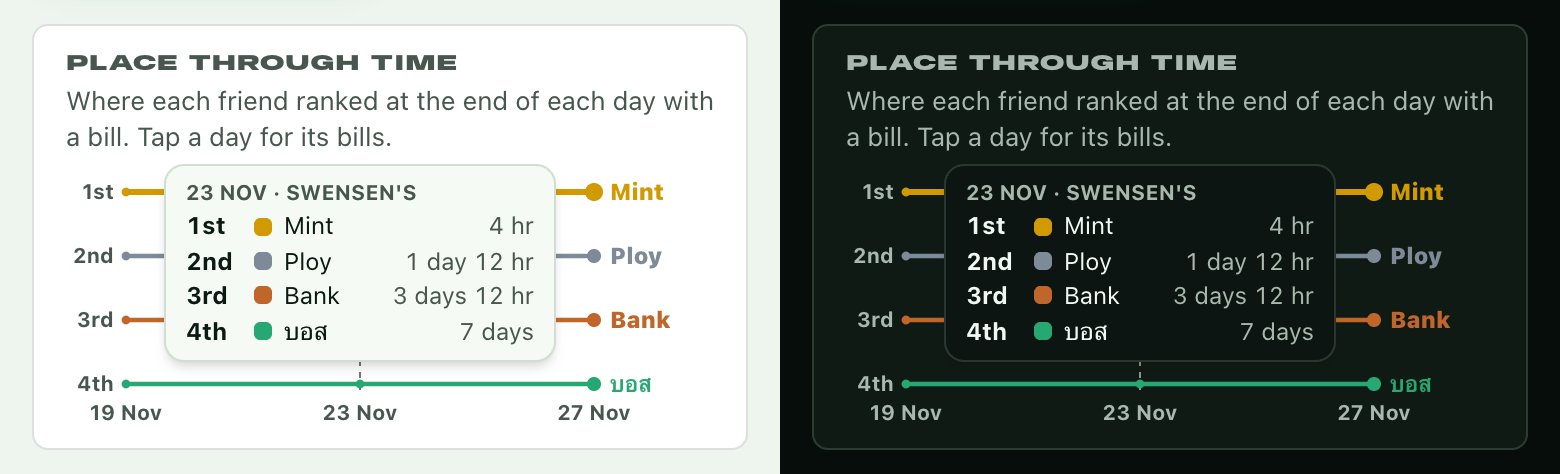 PLACE THROUGH TIME
Where each friend ranked at the end of each day with
a bill. Tap a day for its bills.
23 NOV · SWENSEN'S
1st Mint 4 hr
2nd Ploy 1 day 12 hr
3rd Bank 3 days 12 hr
4th บอส 7 days
1st Mint
2nd Ploy
3rd Bank
4th บอส
19 Nov 23 Nov 27 Nov
PLACE THROUGH TIME
Where each friend ranked at the end of each day with
a bill. Tap a day for its bills.
23 NOV · SWENSEN'S
1st Mint 4 hr
2nd Ploy 1 day 12 hr
3rd Bank 3 days 12 hr
4th บอส 7 days
1st Mint
2nd Ploy
3rd Bank
4th บอส
19 Nov 23 Nov 27 Nov